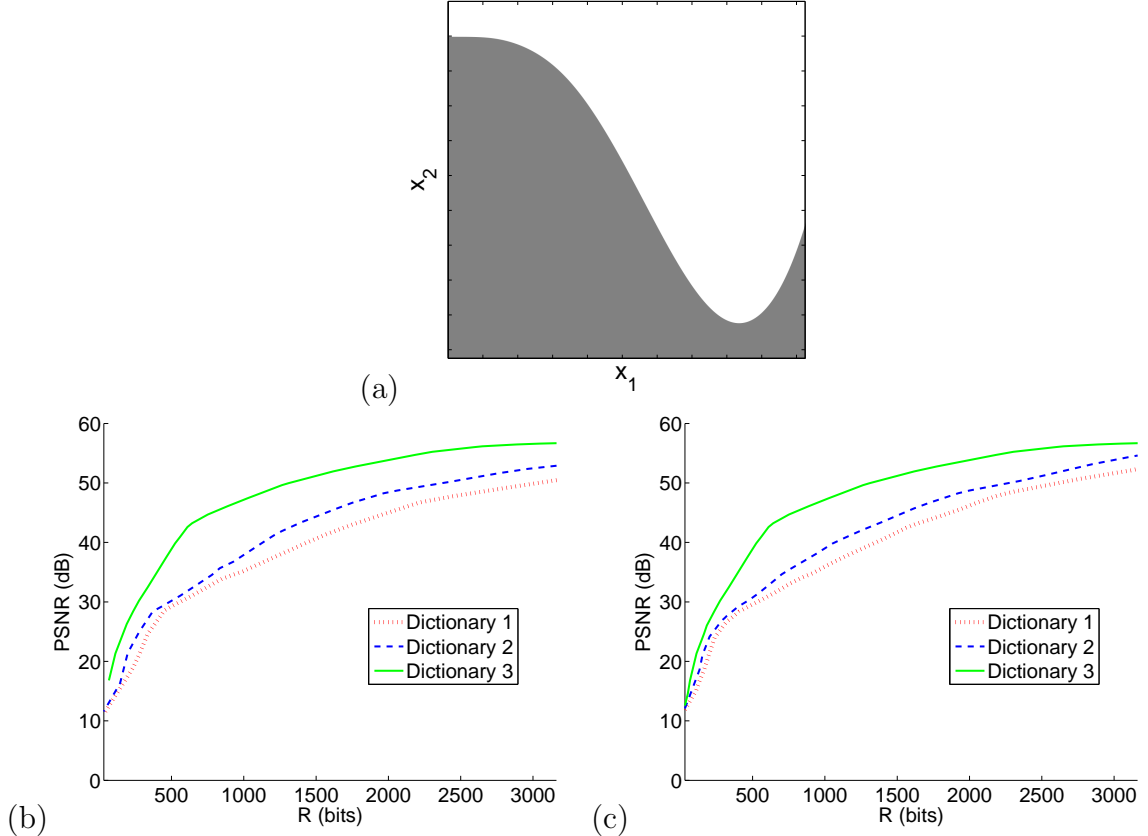 x_2
x_1
(a)
60
50
40
30
20
10
0
PSNR (dB)
500 1000 1500 2000 2500 3000
R (bits)
Dictionary 1
Dictionary 2
Dictionary 3
(b)
60
50
40
30
20
10
0
PSNR (dB)
500 1000 1500 2000 2500 3000
R (bits)
Dictionary 1
Dictionary 2
Dictionary 3
(c)